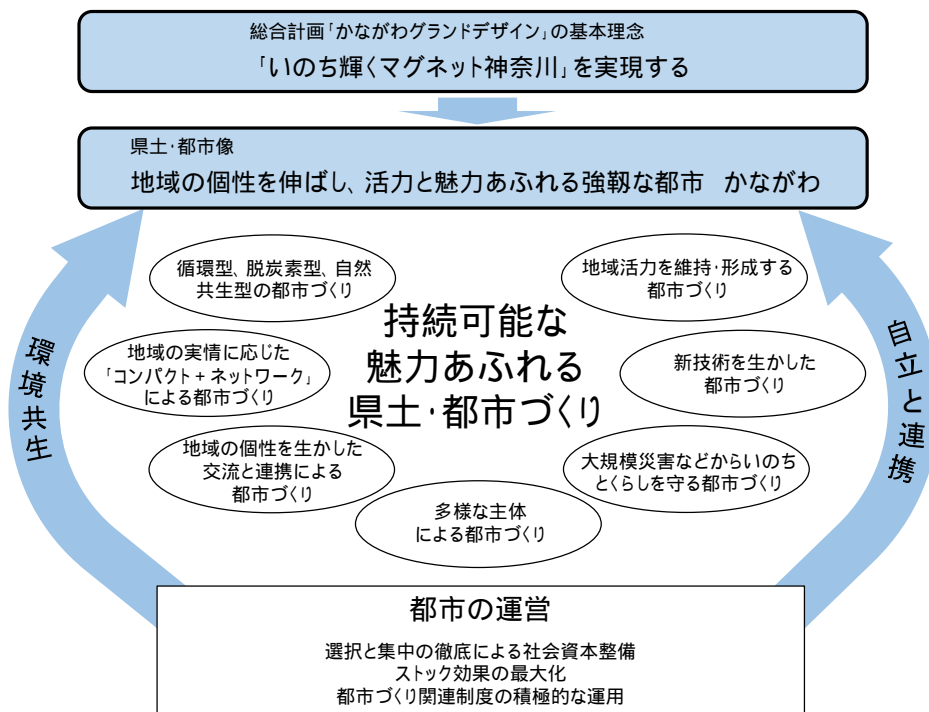 総合計画「かながわグランドデザイン」の基本理念
「いのち輝くマグネット神奈川」を実現する
県土・都市像
地域の個性を伸ばし、活力と魅力あふれる強靱な都市　かながわ
循環型、脱炭素型、自然
共生型の都市づくり
地域活力を維持・形成する
都市づくり
持続可能な
魅力あふれる
県土・都市づくり
環境共生
自立と連携
地域の実情に応じた
「コンパクト＋ネットワーク」
による都市づくり
新技術を生かした
都市づくり
地域の個性を生かした
交流と連携による
都市づくり
大規模災害などからいのち
とくらしを守る都市づくり
多様な主体
による都市づくり
都市の運営
選択と集中の徹底による社会資本整備
ストック効果の最大化
都市づくり関連制度の積極的な運用